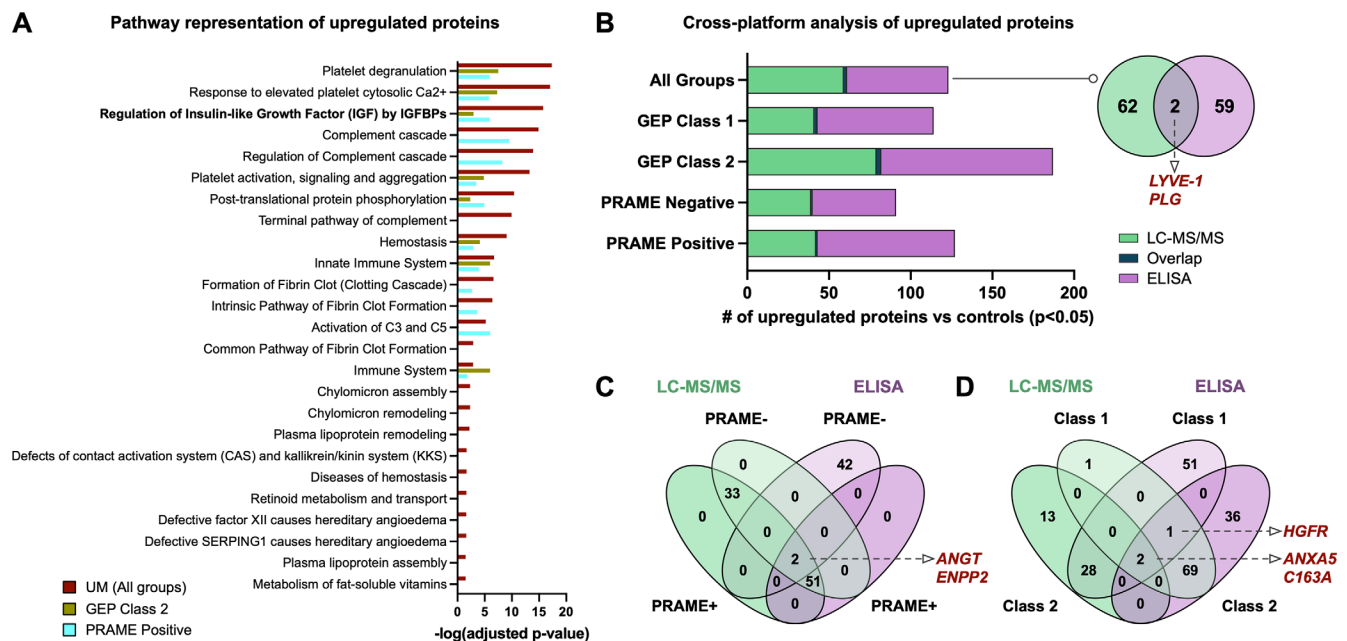 A
Pathway representation of upregulated proteins
Platelet degranulation
Response to elevated platelet cytosolic Ca2+
Regulation of Insulin-like Growth Factor (IGF) by IGFBPs
Complement cascade
Regulation of Complement cascade
Platelet activation, signaling and aggregation
Post-translational protein phosphorylation
Terminal pathway of complement
Hemostasis
Innate Immune System
Formation of Fibrin Clot (Clotting Cascade)
Intrinsic Pathway of Fibrin Clot Formation
Activation of C3 and C5
Common Pathway of Fibrin Clot Formation
Immune System
Chylomicron assembly
Chylomicron remodeling
Plasma lipoprotein remodeling
Defects of contact activation system (CAS) and kallikrein/kinin system (KKS)
Diseases of hemostasis
Retinoid metabolism and transport
Defective factor XII causes hereditary angioedema
Defective SERPING1 causes hereditary angioedema
Plasma lipoprotein assembly
Metabolism of fat-soluble vitamins
0 5 10 15 20
-log(adjusted p-value)
UM (All groups)
GEP Class 2
PRAME Positive
B
Cross-platform analysis of upregulated proteins
All Groups
GEP Class 1
GEP Class 2
PRAME Negative
PRAME Positive
0 50 100 150 200
# of upregulated proteins vs controls (p<0.05)
62 2 59
LYVE-1
PLG
LC-MS/MS
Overlap
ELISA
C
LC-MS/MS ELISA
PRAME- PRAME-
0 42
33 0 0
0 0
0 0
2
0 0 51 0
0
PRAME+ PRAME+
ANGT
ENPP2
D
LC-MS/MS ELISA
Class 1 Class 1
1 51
0 0 0
13 36
0 1
2
28 0 0 69
0
Class 2 Class 2
HGFR
ANXA5
C163A